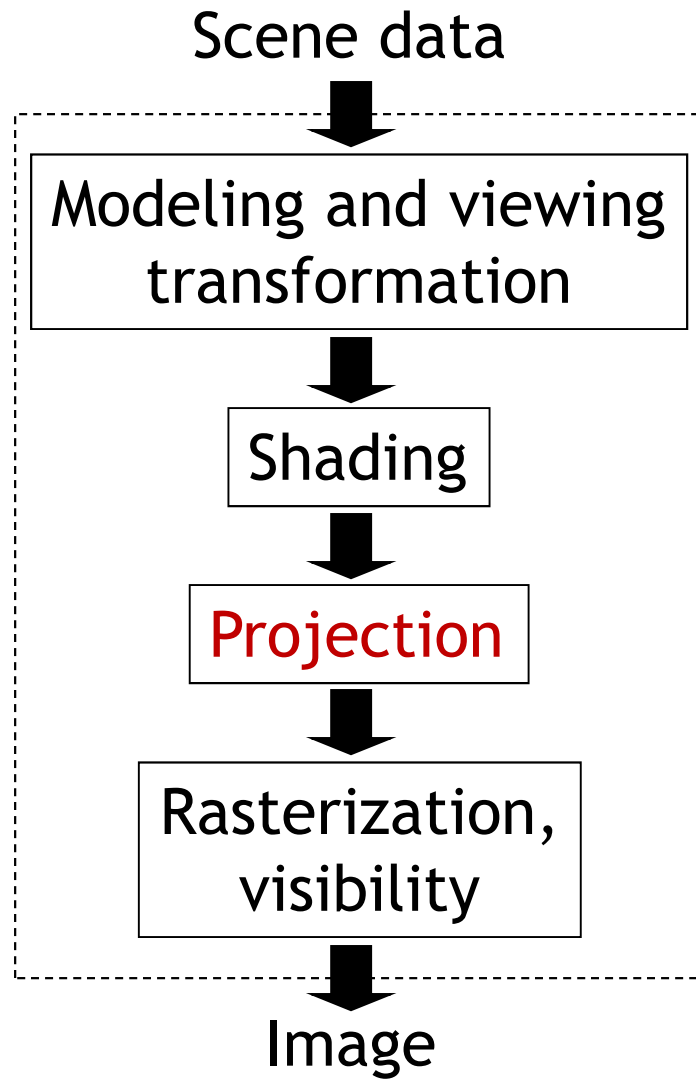 Scene data
Modeling and viewing
transformation
Shading
Projection
Rasterization,
visibility
Image